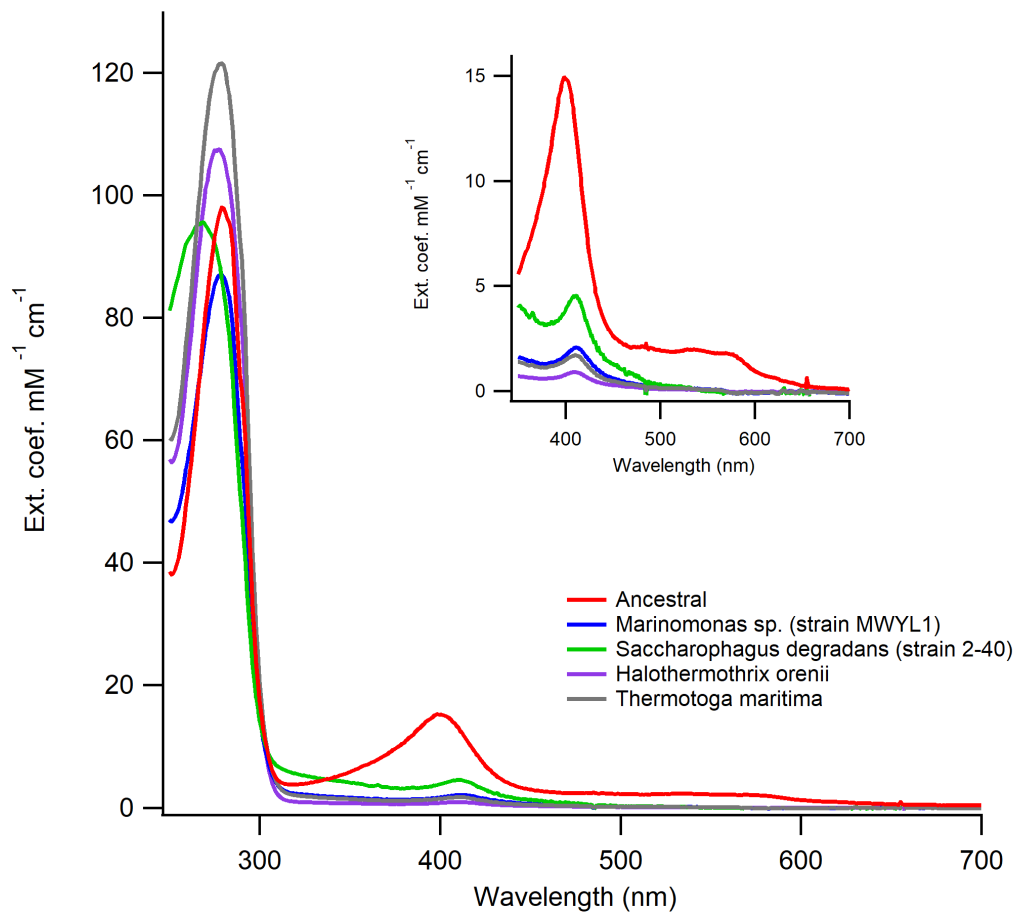 120
100
80
60
40
20
0
Ext. coef. mM -1 cm-1
300
400
500
600
700
Wavelength (nm)
15
10
5
0
Ext. coef. mM -1 cm-1
400
500
600
700
Wavelength (nm)
Ancestral
Marinomonas sp. (strain MWYL1)
Saccharophagus degradans (strain 2-40)
Halothermothrix orenii
Thermotoga maritima